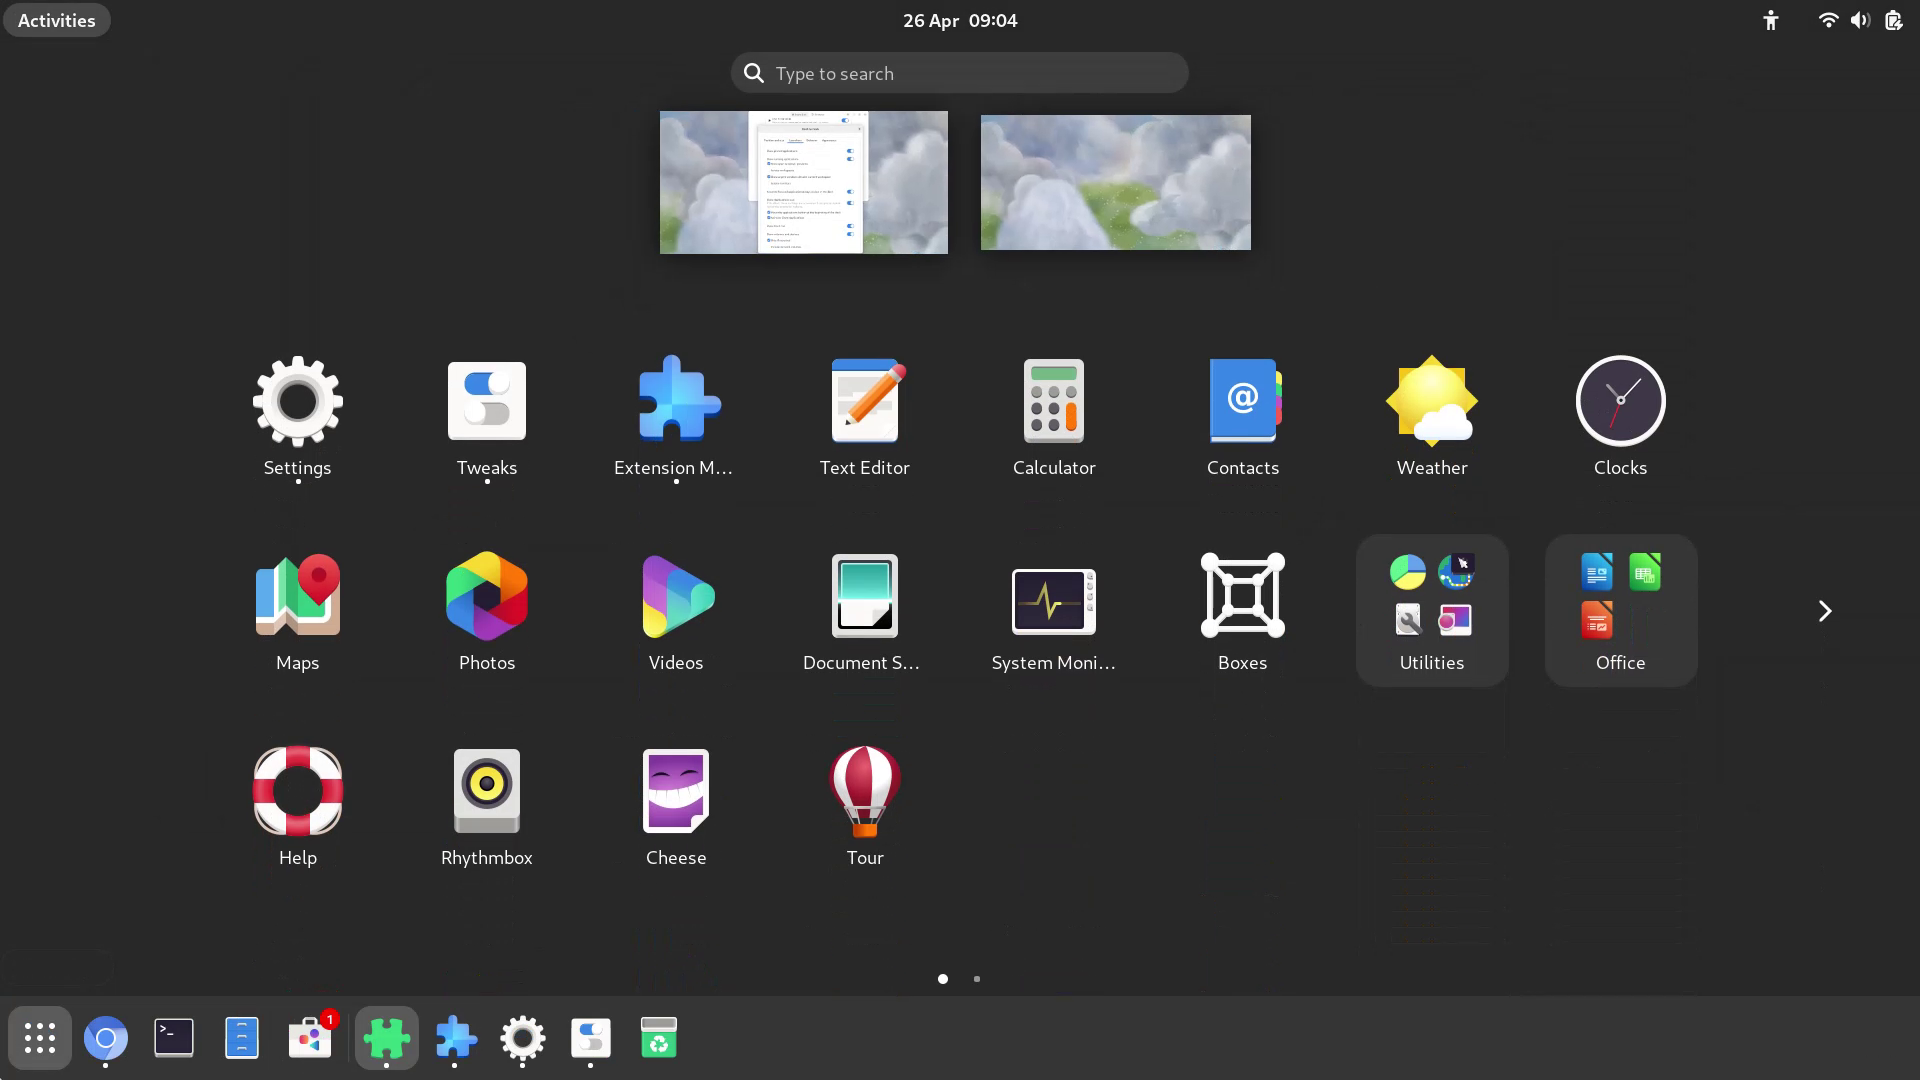 Activities
26 Apr 09:04
Type to search
Settings
Tweaks
Extension M...
Text Editor
Calculator
Contacts
Weather
Clocks
Maps
Photos
Videos
Document S...
System Moni...
Boxes
Utilities
Office
Help
Rhythmbox
Cheese
Tour
1